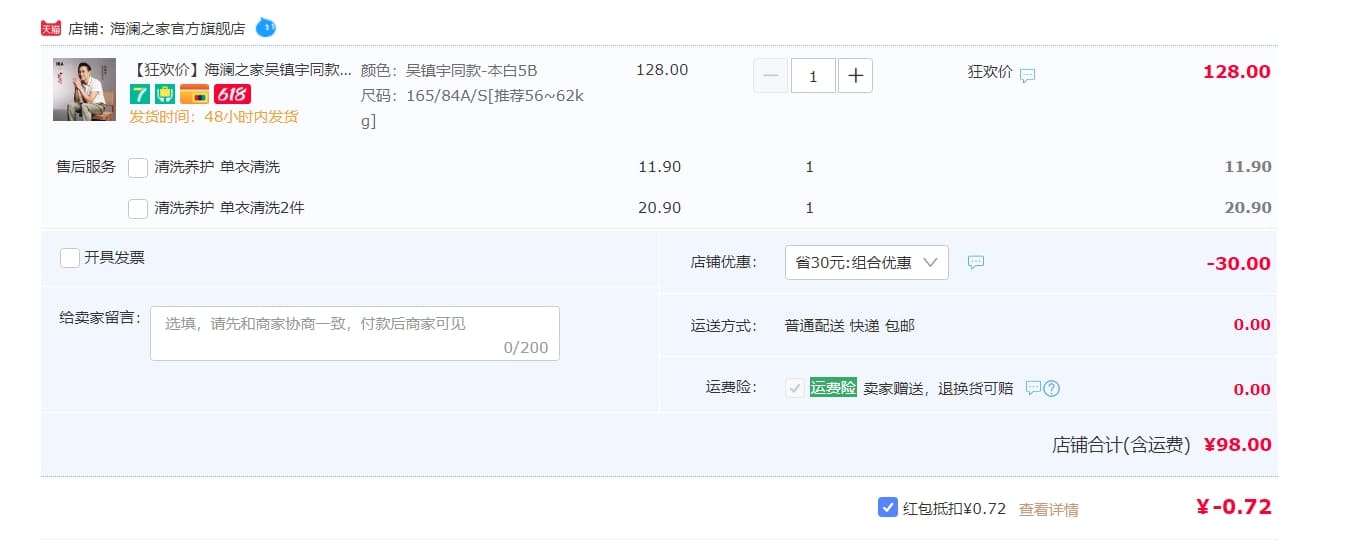 天猫 店铺: 海澜之家官方旗舰店
【狂欢价】海澜之家吴镇宇同款... 颜色: 吴镇宇同款-本白5B 128.00 1 狂欢价 128.00
7 618 尺码: 165/84A/S[推荐56~62k
发货时间: 48小时内发货 g]
售后服务 清洗养护 单衣清洗 11.90 1 11.90
清洗养护 单衣清洗2件 20.90 1 20.90
开具发票 店铺优惠: 省30元:组合优惠 -30.00
给卖家留言: 选填, 请先和商家协商一致, 付款后商家可见 运送方式: 普通配送 快递 包邮 0.00
0/200
运费险: 运费险 卖家赠送, 退换货可赔 ? 0.00
店铺合计(含运费) ¥98.00
红包抵扣¥0.72 查看详情 ¥-0.72